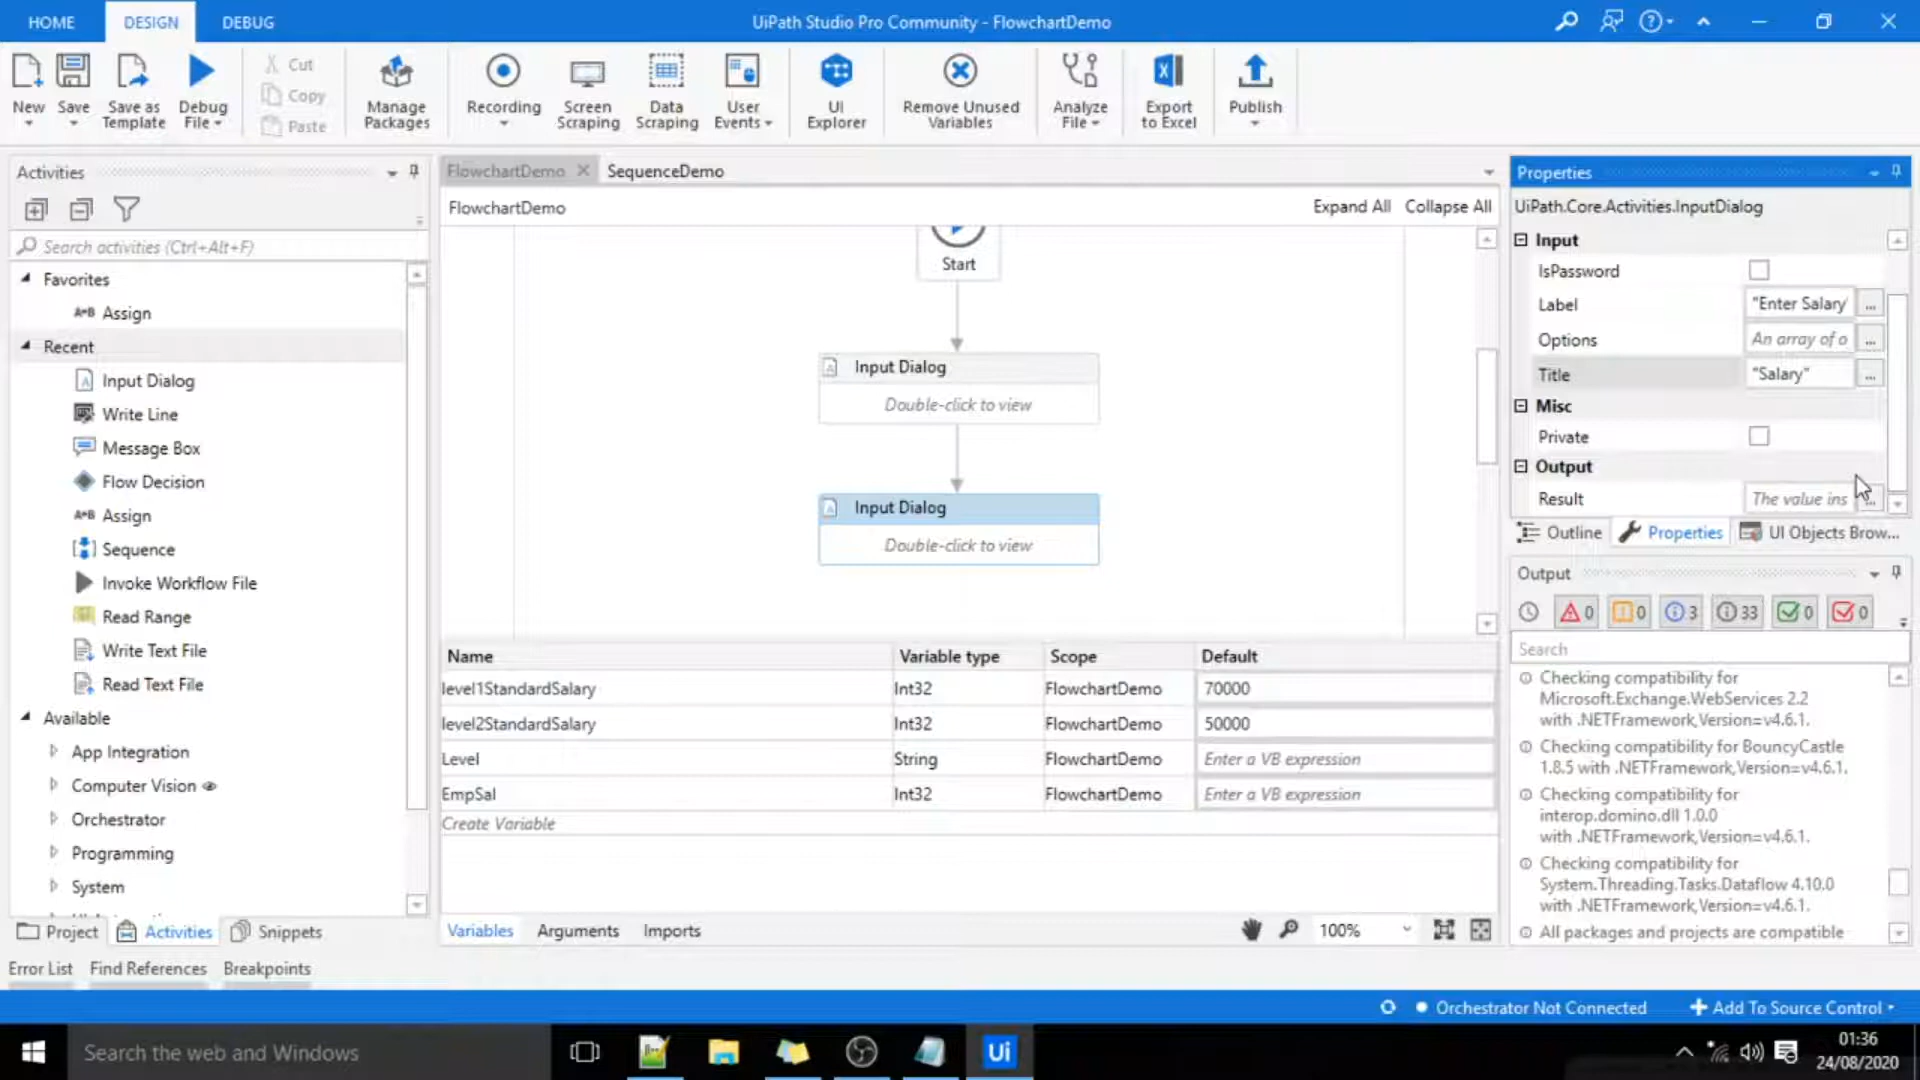 HOME
DESIGN
DEBUG
UiPath Studio Pro Community - FlowchartDemo
New
Save
Save as
Template
Debug
File
Cut
Copy
Paste
Manage
Packages
Recording
Screen
Scraping
Data
Scraping
User
Events
UI
Explorer
Remove Unused
Variables
Analyze
File
Export
to Excel
Publish
Activities
Search activities (Ctrl+Alt+F)
Favorites
A*B Assign
Recent
Input Dialog
Write Line
Message Box
Flow Decision
A*B Assign
Sequence
Invoke Workflow File
Read Range
Write Text File
Read Text File
Available
App Integration
Computer Vision
Orchestrator
Programming
System
Project
Activities
Snippets
FlowchartDemo
SequenceDemo
FlowchartDemo
Expand All
Collapse All
Start
Input Dialog
Double-click to view
Input Dialog
Double-click to view
Name Variable type Scope Default
level1StandardSalary Int32 FlowchartDemo 70000
level2StandardSalary Int32 FlowchartDemo 50000
Level String FlowchartDemo Enter a VB expression
EmpSal Int32 FlowchartDemo Enter a VB expression
Create Variable
Variables
Arguments
Imports
100%
Properties
UiPath.Core.Activities.InputDialog
Input
IsPassword
Label "Enter Salary ...
Options An array of o ...
Title "Salary" ...
Misc
Private
Output
Result The value ins ...
Outline
Properties
UI Objects Brow...
Output
0
0
3
33
0
0
Search
Checking compatibility for
Microsoft.Exchange.WebServices 2.2
with .NETFramework,Version=v4.6.1.
Checking compatibility for BouncyCastle
1.8.5 with .NETFramework,Version=v4.6.1.
Checking compatibility for
interop.domino.dll 1.0.0
with .NETFramework,Version=v4.6.1.
Checking compatibility for
System.Threading.Tasks.Dataflow 4.10.0
with .NETFramework,Version=v4.6.1.
All packages and projects are compatible
Error List
Find References
Breakpoints
Orchestrator Not Connected
Add To Source Control
Search the web and Windows
Ui
01:36
24/08/2020